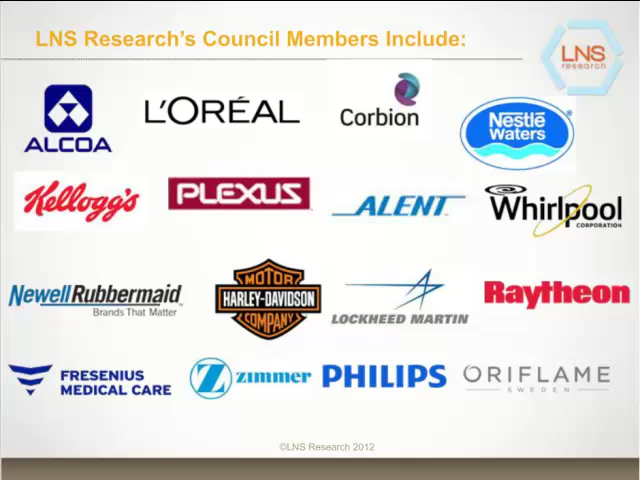 LNS Research's Council Members Include:
LNS
research
ALCOA
L'ORÉAL
Corbion
Nestlé
Waters
®
Kellogg's
PLEXUS
ALENT
Whirlpool
CORPORATION
NewellRubbermaid
Brands That Matter
MOTOR
HARLEY-DAVIDSON
COMPANY
LOCKHEED MARTIN
Raytheon
FRESENIUS
MEDICAL CARE
Z zimmer
PHILIPS
ORIFLAME
SWEDEN
©LNS Research 2012